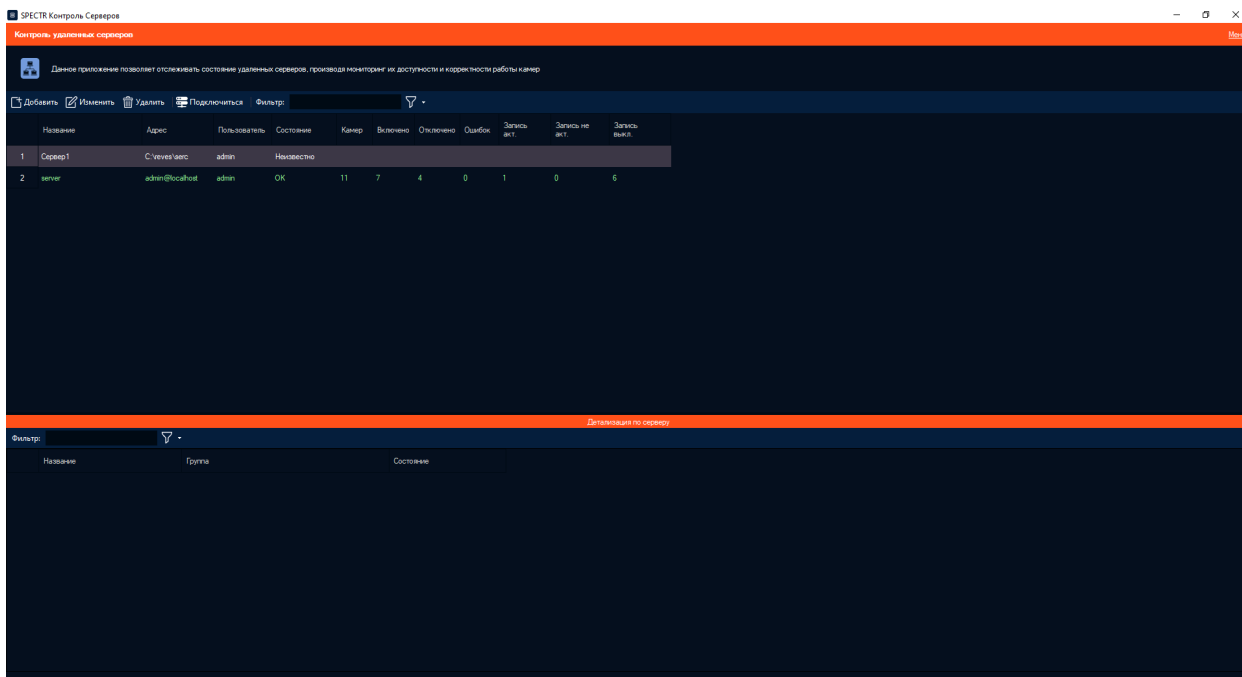 SPECTR Контроль Серверов
Контроль удаленных серверов
Данное приложение позволяет отслеживать состояние удаленных серверов, производя мониторинг их доступности и корректности работы камер
Добавить Изменить Удалить Подключиться Фильтр:
Название Адрес Пользователь Состояние Камер Включено Отключено Ошибок Запись акт. Запись не акт. Запись выкл.
1 Сервер1 C:\reves\serc admin Неизвестно
2 server admin@localhost admin OK 11 7 4 0 1 0 6
Детализация по серверу
Фильтр:
Название Группа Состояние